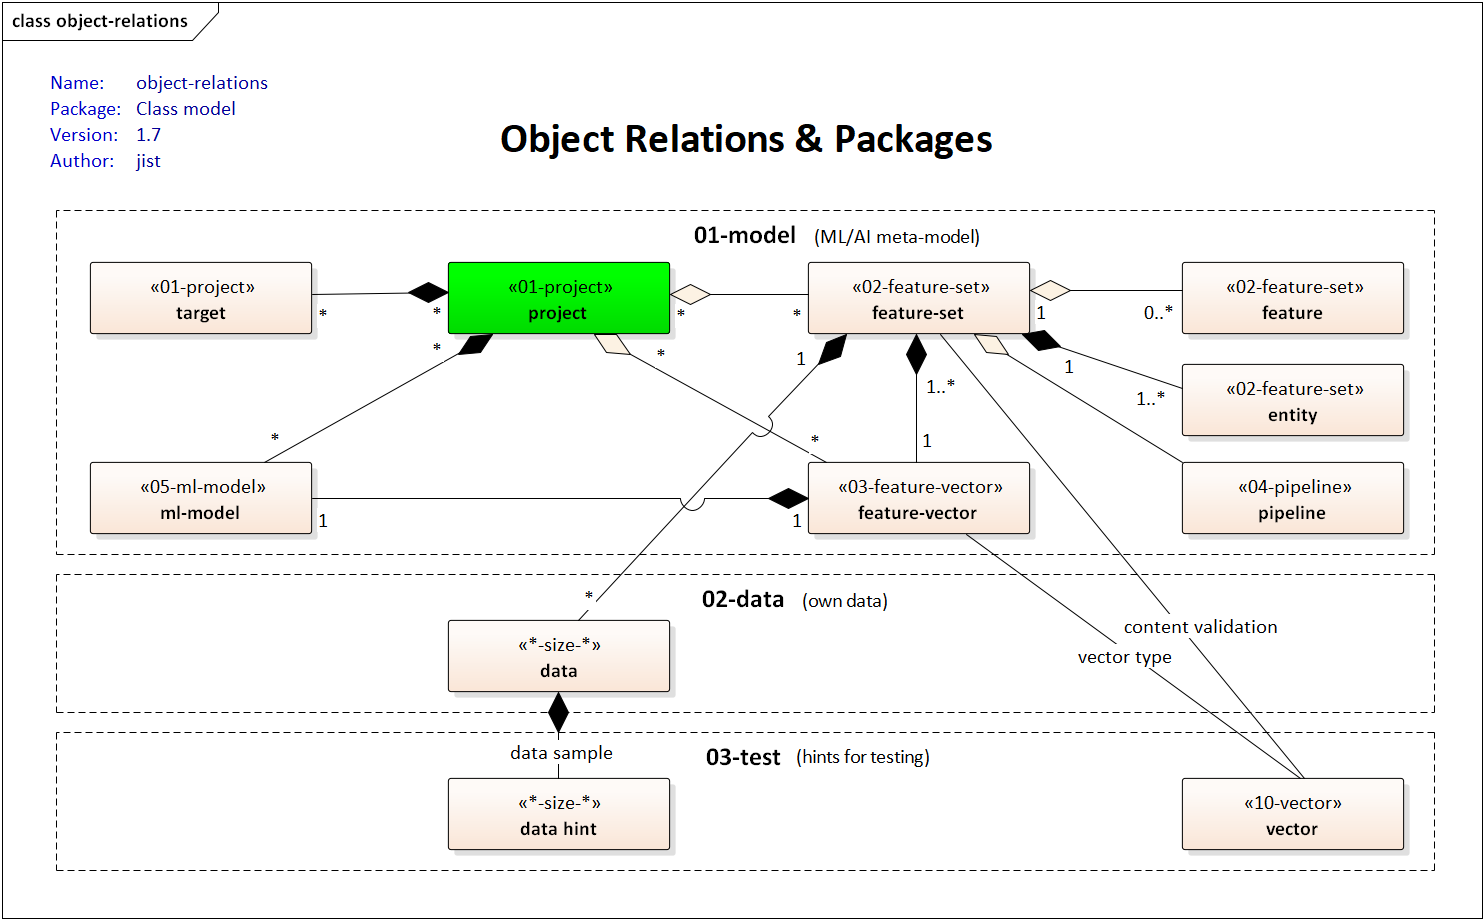 class object-relations
Name: object-relations
Package: Class model
Version: 1.7
Author: jist
Object Relations & Packages
01-model (ML/AI meta-model)
«01-project»
target
«01-project»
project
«02-feature-set»
feature-set
«02-feature-set»
feature
* * * * 1 0..*
* * 1 1..* 1 1..*
«02-feature-set»
entity
* * 1
«05-ml-model»
ml-model
«03-feature-vector»
feature-vector
«04-pipeline»
pipeline
1 1
*
02-data (own data)
«*-size-*»
data
content validation
vector type
data sample
03-test (hints for testing)
«*-size-*»
data hint
«10-vector»
vector